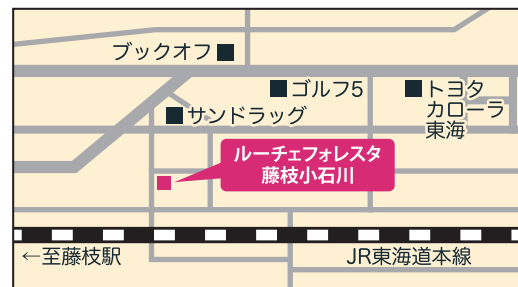 ブックオフ
ゴルフ5
トヨタ
カローラ
東海
サンドラッグ
ルーチェフォレスタ
藤枝小石川
←至藤枝駅
JR東海道本線